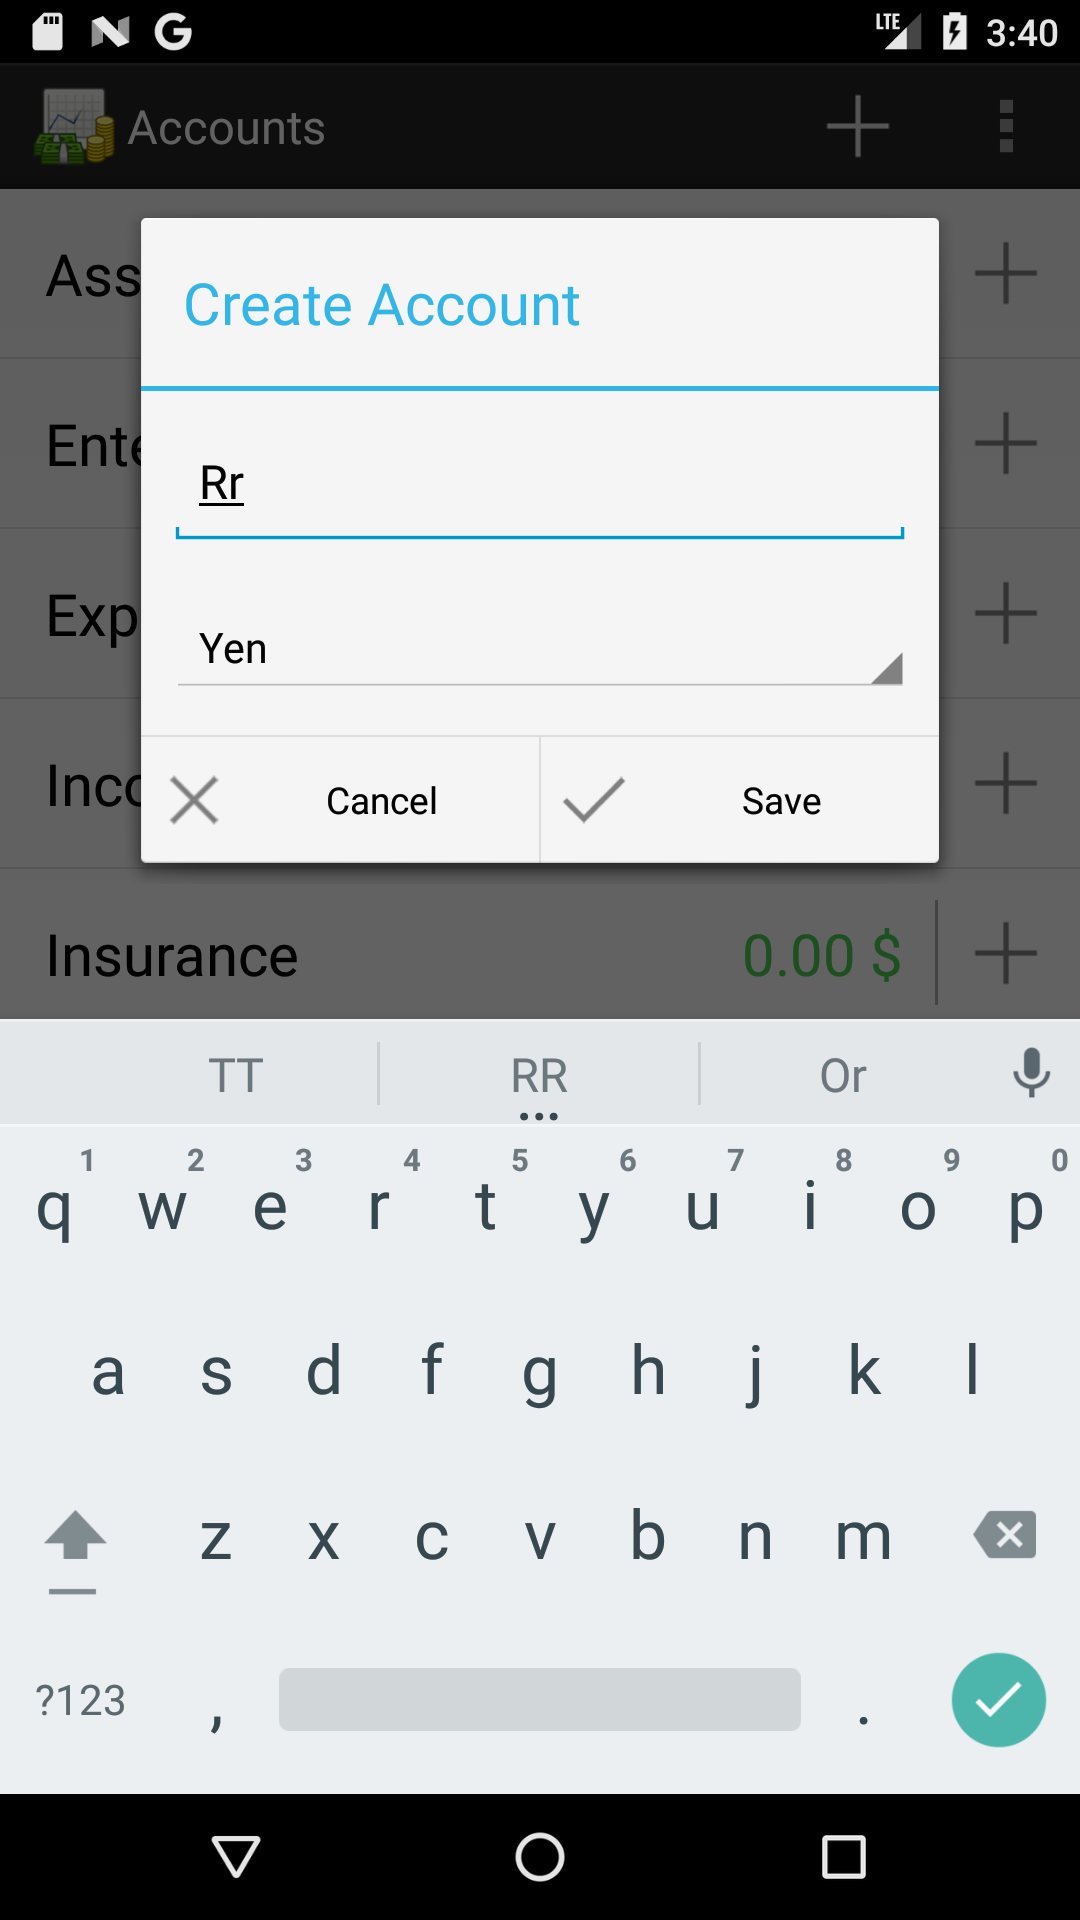 LTE 3:40
Accounts
Ass
Create Account
Ente
Rr
Exp
Yen
Inco
Cancel Save
Insurance 0.00 $
TT RR Or
1 2 3 4 5 6 7 8 9 0
q w e r t y u i o p
a s d f g h j k l
z x c v b n m
?123 , .